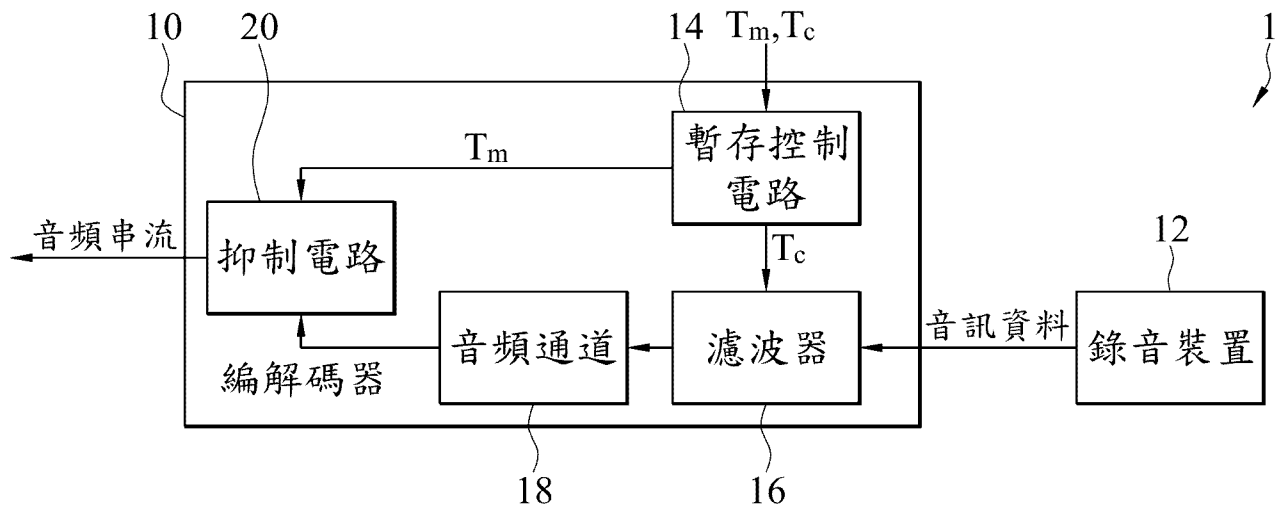 10
20
14
Tm,Tc
1
暫存控制
電路
Tm
音頻串流
抑制電路
Tc
12
編解碼器
音頻通道
濾波器
音訊資料
錄音裝置
18
16